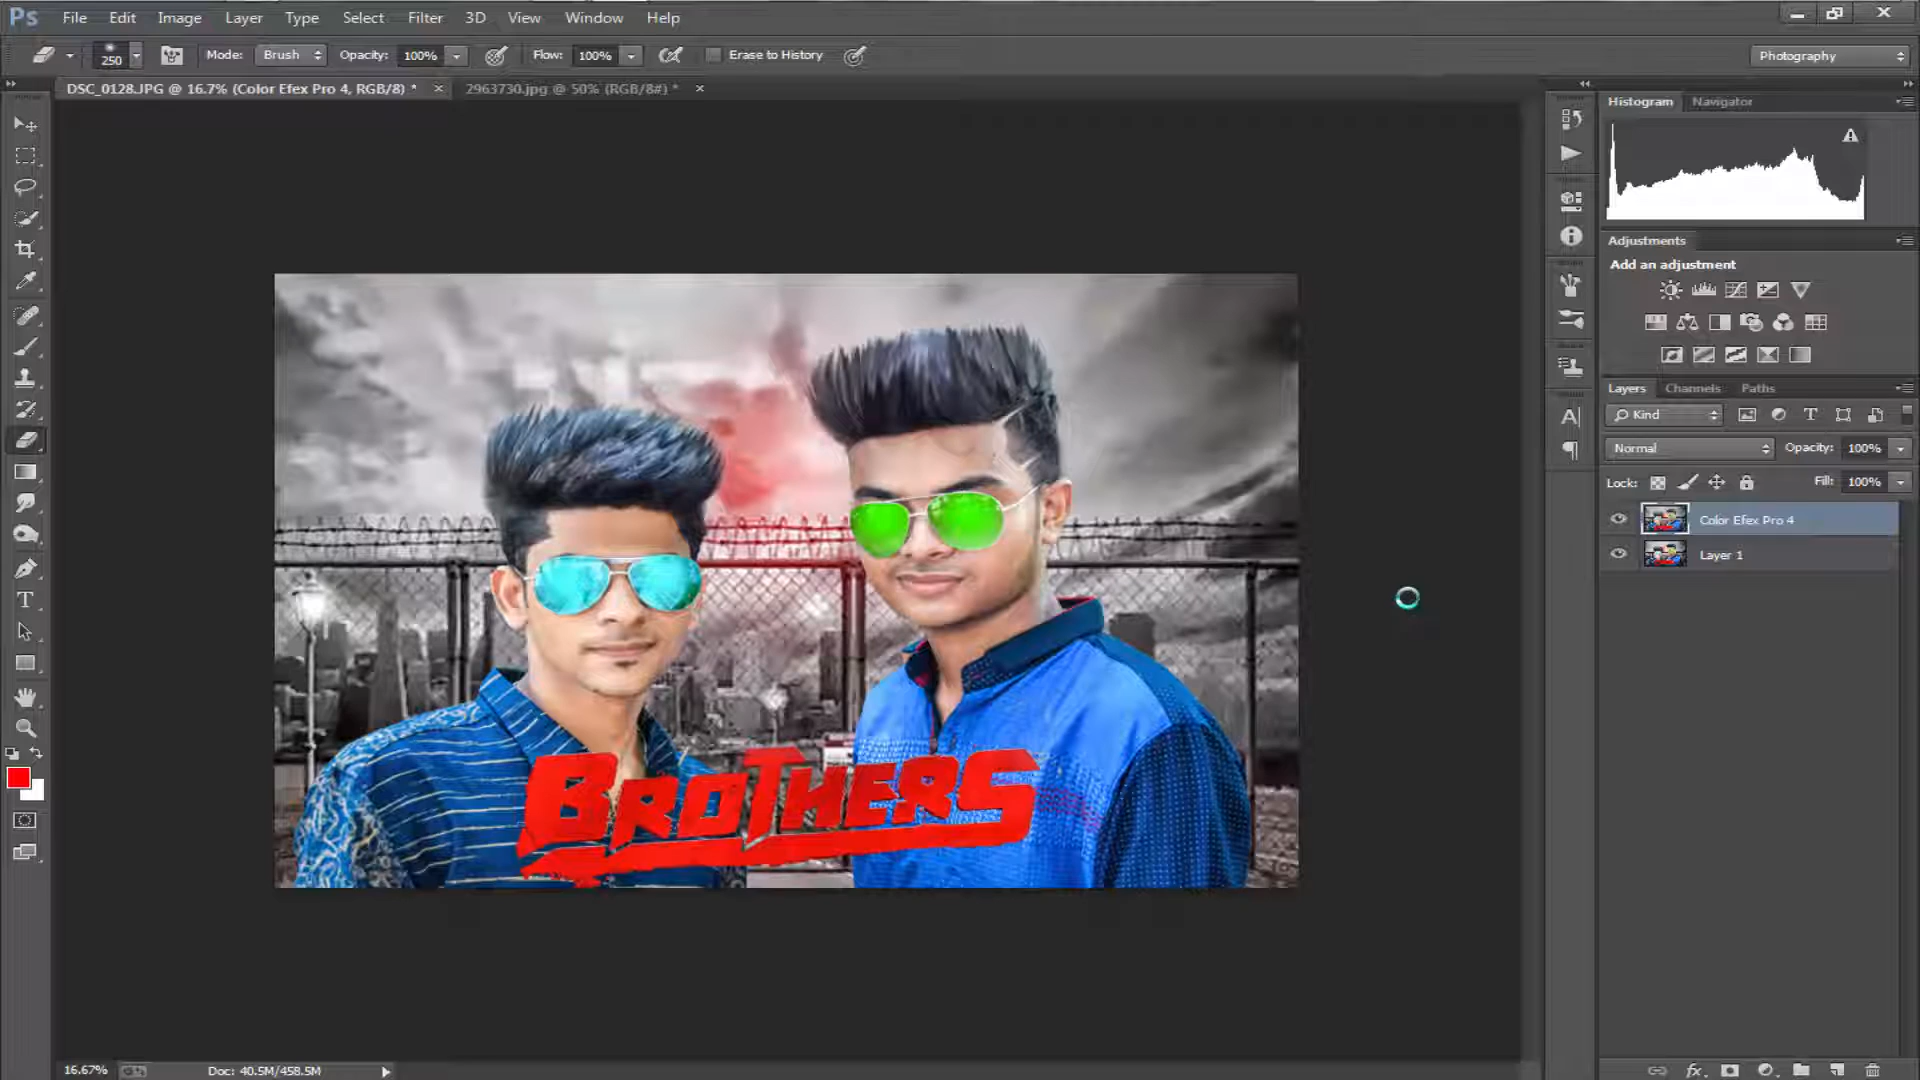 Ps File Edit Image Layer Type Select Filter 3D View Window Help
250 Mode: Brush Opacity: 100% Flow: 100% Erase to History Photography
DSC_0128.JPG @ 16.7% (Color Efex Pro 4, RGB/8) * × 2963730.jpg @ 50% (RGB/8#) * ×
Histogram Navigator
Adjustments
Add an adjustment
Layers Channels Paths
Kind
Normal Opacity: 100%
Lock: Fill: 100%
Color Efex Pro 4
Layer 1
BROTHERS
16.67% Doc: 40.5M/458.5M